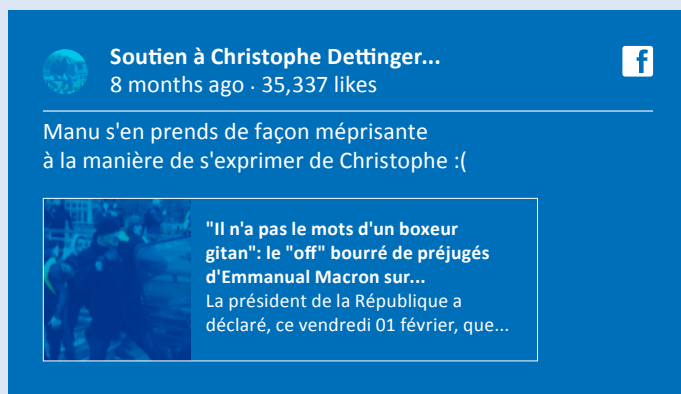 Soutien à Christophe Dettinger...
8 months ago · 35,337 likes
f
Manu s'en prends de façon méprisante
à la manière de s'exprimer de Christophe :(
"Il n'a pas le mots d'un boxeur
gitan": le "off" bourré de préjugés
d'Emmanual Macron sur...
La président de la République a
déclaré, ce vendredi 01 février, que...